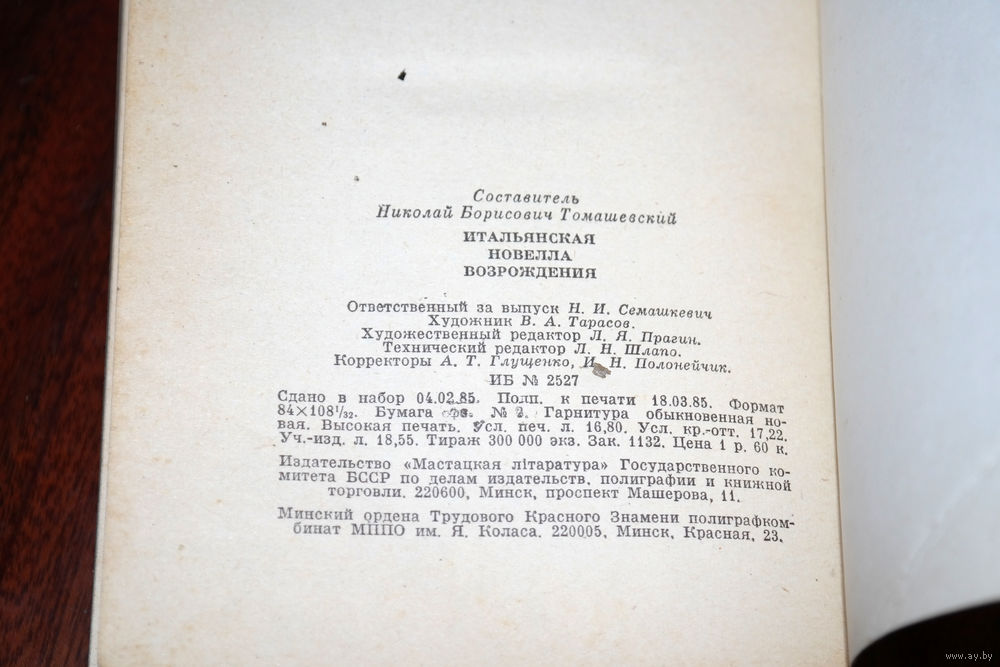 Составитель
Николай Борисович Томашевский
ИТАЛЬЯНСКАЯ
НОВЕЛЛА
ВОЗРОЖДЕНИЯ
Ответственный за выпуск Н. И. Семашкевич
Художник В. А. Тарасов.
Художественный редактор Л. Я. Прагин.
Технический редактор Л. Н. Шлапо.
Корректоры А. Т. Глущенко, И. Н. Полонейчик.
ИБ № 2527
Сдано в набор 04.02.85. Подп. к печати 18.03.85. Формат
84×108¹/₃₂. Бумага № 2. Гарнитура обыкновенная но-
вая. Высокая печать. Усл. печ. л. 16,80. Усл. кр.-отт. 17,22.
Уч.-изд. л. 18,55. Тираж 300 000 экз. Зак. 1132. Цена 1 р. 60 к.
Издательство «Мастацкая літаратура» Государственного ко-
митета БССР по делам издательств, полиграфии и книжной
торговли. 220600, Минск, проспект Машерова, 11.
Минский ордена Трудового Красного Знамени полиграфком-
бинат МППО им. Я. Коласа. 220005, Минск, Красная, 23.
www.ay.by